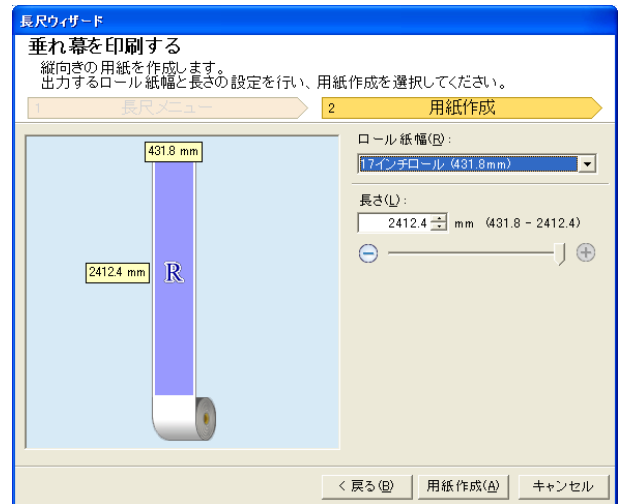 長尺ウィザード
垂れ幕を印刷する
縦向きの用紙を作成します。
出力するロール紙幅と長さの設定を行い、用紙作成を選択してください。
1 長尺メニュー 2 用紙作成
431.8 mm
2412.4 mm
R
ロール紙幅(R):
17インチロール (431.8mm)
長さ(L):
2412.4 mm (431.8 - 2412.4)
< 戻る(B) 用紙作成(A) キャンセル